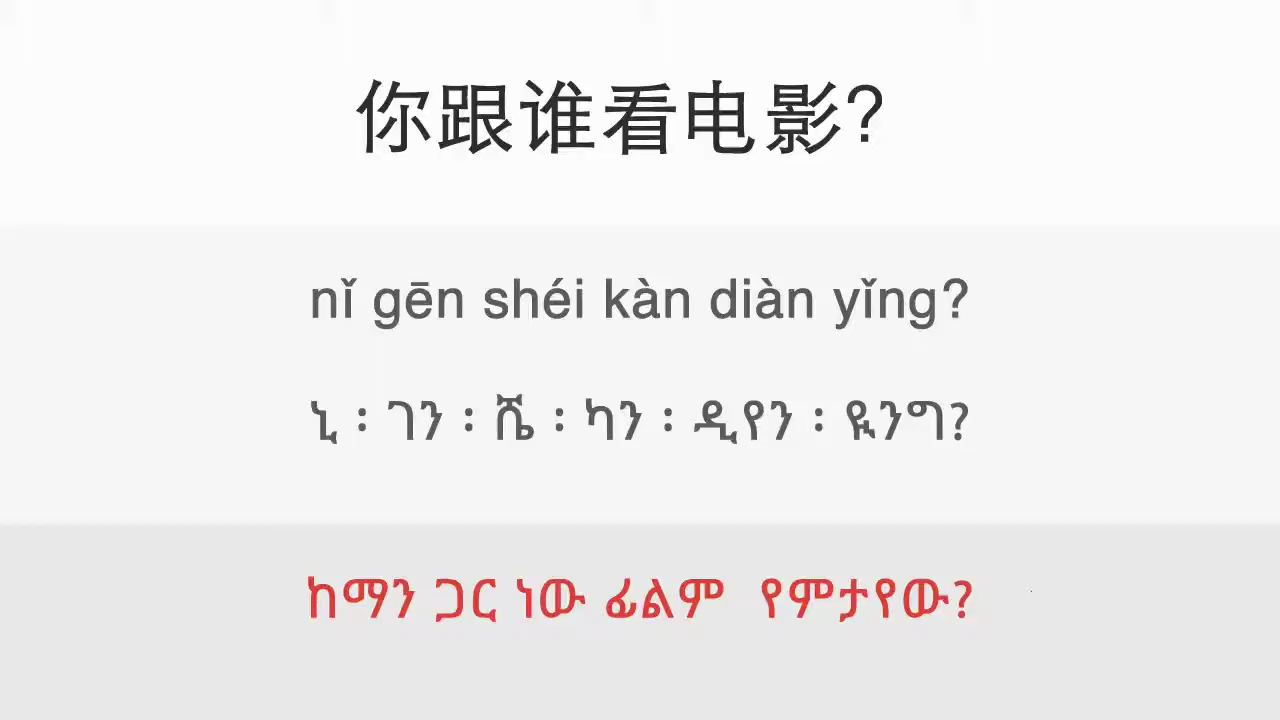 你跟谁看电影?
nǐ gēn shéi kàn diàn yǐng?
ኒ ፡ ገን ፡ ሼ ፡ ካን ፡ ዲየን ፡ ዪንግ?
ከማን ጋር ነው ፊልም የምታየው?